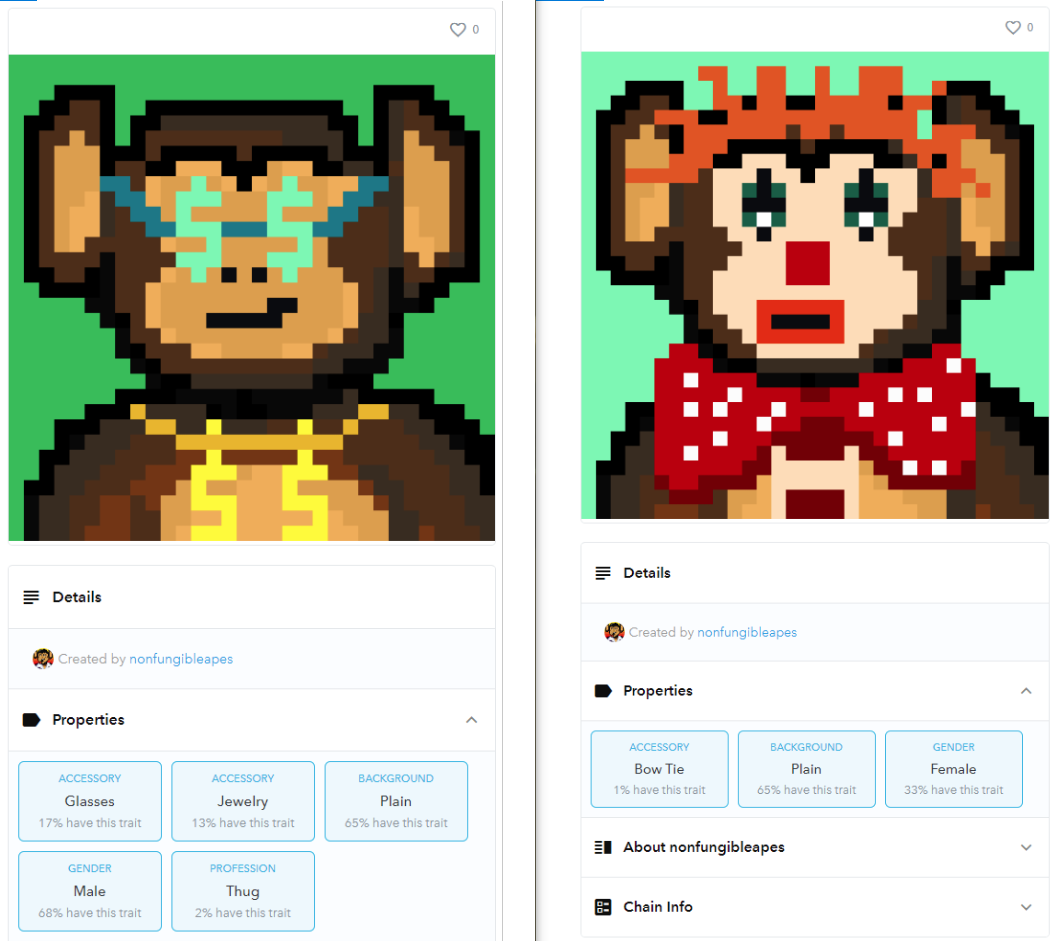 0
Details
Created by nonfungibleapes
Properties
ACCESSORY
Glasses
17% have this trait
ACCESSORY
Jewelry
13% have this trait
BACKGROUND
Plain
65% have this trait
GENDER
Male
68% have this trait
PROFESSION
Thug
2% have this trait
0
Details
Created by nonfungibleapes
Properties
ACCESSORY
Bow Tie
1% have this trait
BACKGROUND
Plain
65% have this trait
GENDER
Female
33% have this trait
About nonfungibleapes
Chain Info